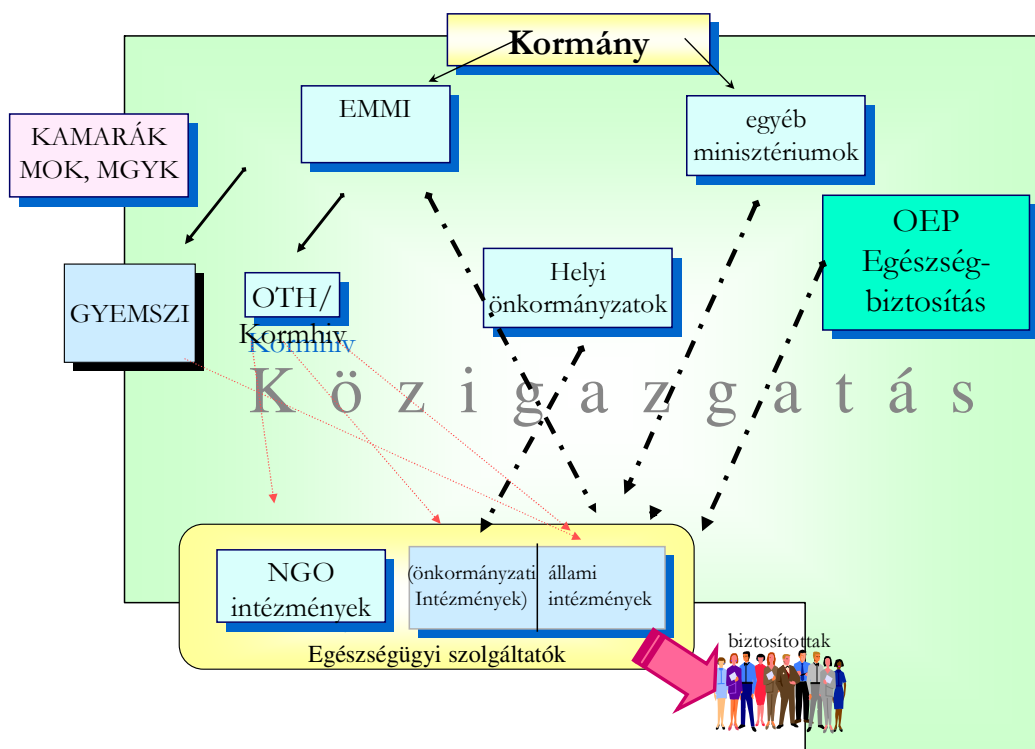 Kormány
EMMI
egyéb
minisztériumok
KAMARÁK
MOK, MGYK
OEP
Egészség-
biztosítás
Helyi
önkormányzatok
GYEMSZI
OTH/
Kormhiv
Kormhiv
Közigazgatás
NGO
intézmények
(önkormányzati
Intézmények)
állami
intézmények
biztosítottak
Egészségügyi szolgáltatók